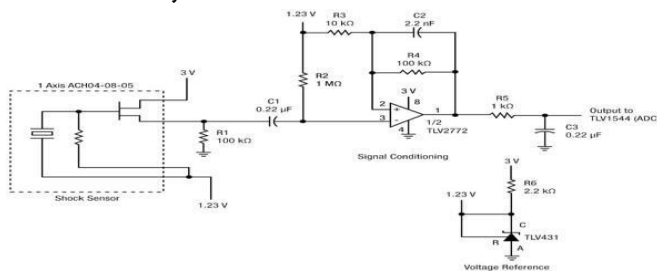 1.23 V
R3
10 kΩ
C2
2.2 nF
R4
100 kΩ
1 Axis ACH04-08-05
3 V
C1
0.22 µF
R2
1 MΩ
R1
100 kΩ
3 V
8
2
+
3
-
4
1
1/2
TLV2772
R5
1 kΩ
Output to
TLV1544 (ADC
C3
0.22 µF
Signal Conditioning
1.23 V
Shock Sensor
3 V
R6
2.2 kΩ
1.23 V
C
TLV431
R
A
Voltage Reference